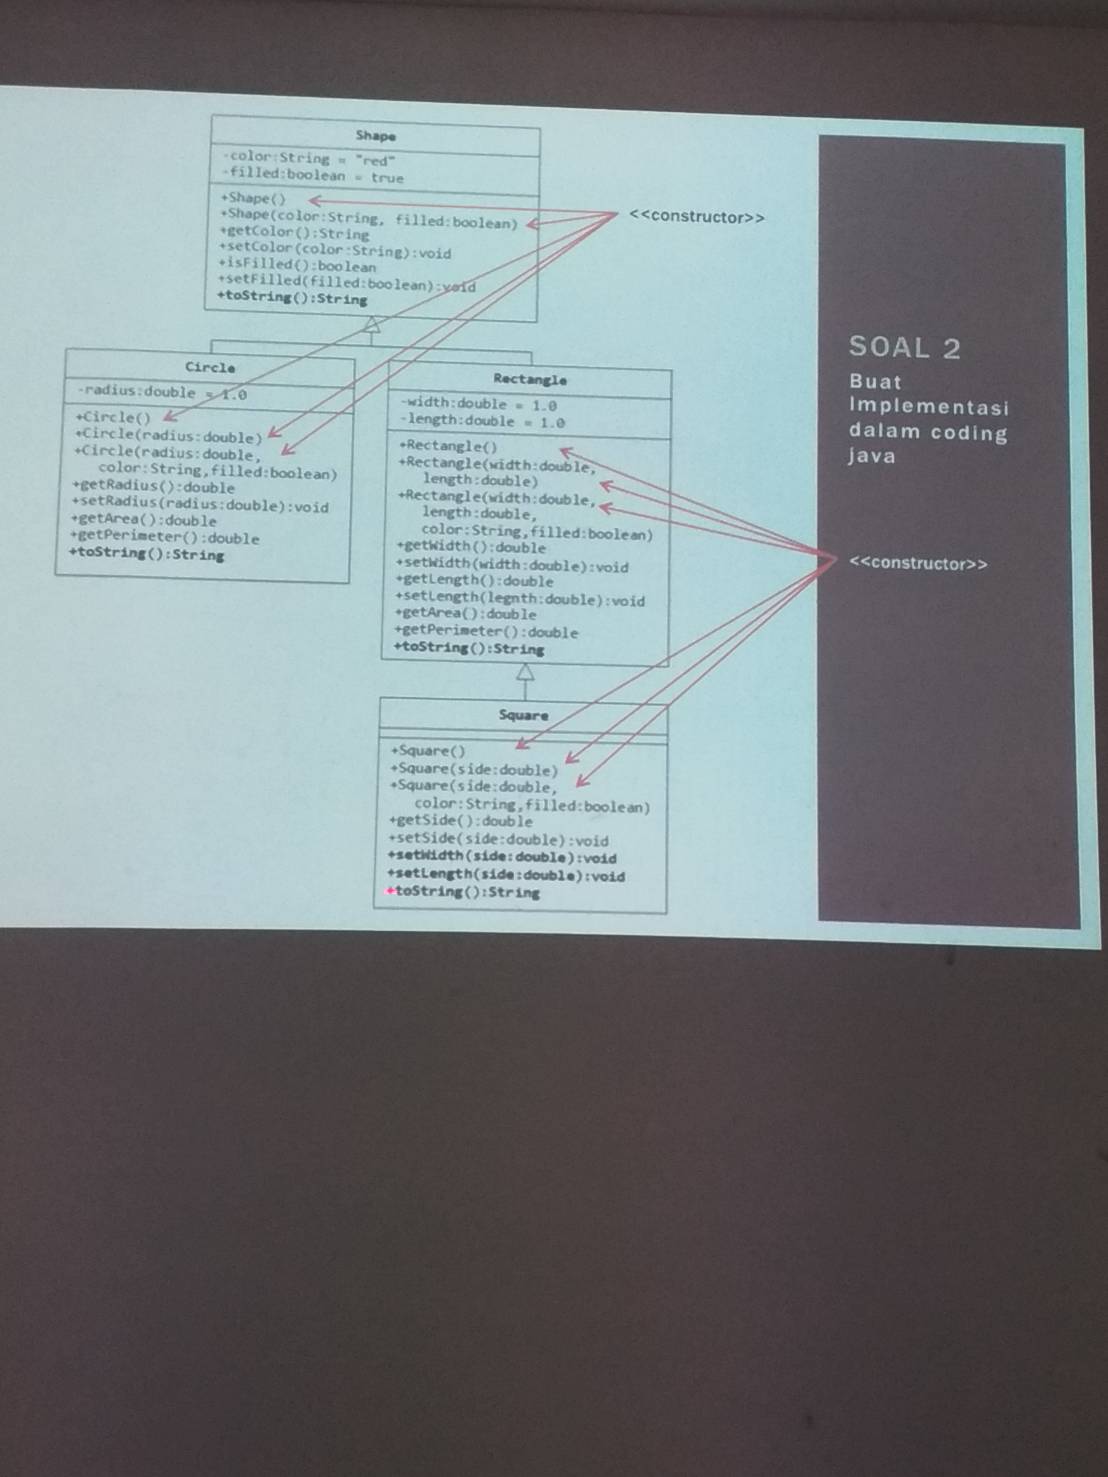 Shape
-color:String = "red"
-filled:boolean = true
+Shape()
+Shape(color:String, filled:boolean)
+getColor():String
+setColor(color:String):void
+isFilled():boolean
+setFilled(filled:boolean):void
+toString():String
<<constructor>>
Circle
-radius:double = 1.0
+Circle()
+Circle(radius:double)
+Circle(radius:double,
color:String,filled:boolean)
+getRadius():double
+setRadius(radius:double):void
+getArea():double
+getPerimeter():double
+toString():String
Rectangle
-width:double = 1.0
-length:double = 1.0
+Rectangle()
+Rectangle(width:double,
length:double)
+Rectangle(width:double,
length:double,
color:String,filled:boolean)
+getWidth():double
+setWidth(width:double):void
+getLength():double
+setLength(legnth:double):void
+getArea():double
+getPerimeter():double
+toString():String
Square
+Square()
+Square(side:double)
+Square(side:double,
color:String,filled:boolean)
+getSide():double
+setSide(side:double):void
+setWidth(side:double):void
+setLength(side:double):void
+toString():String
SOAL 2
Buat
Implementasi
dalam coding
java
<<constructor>>